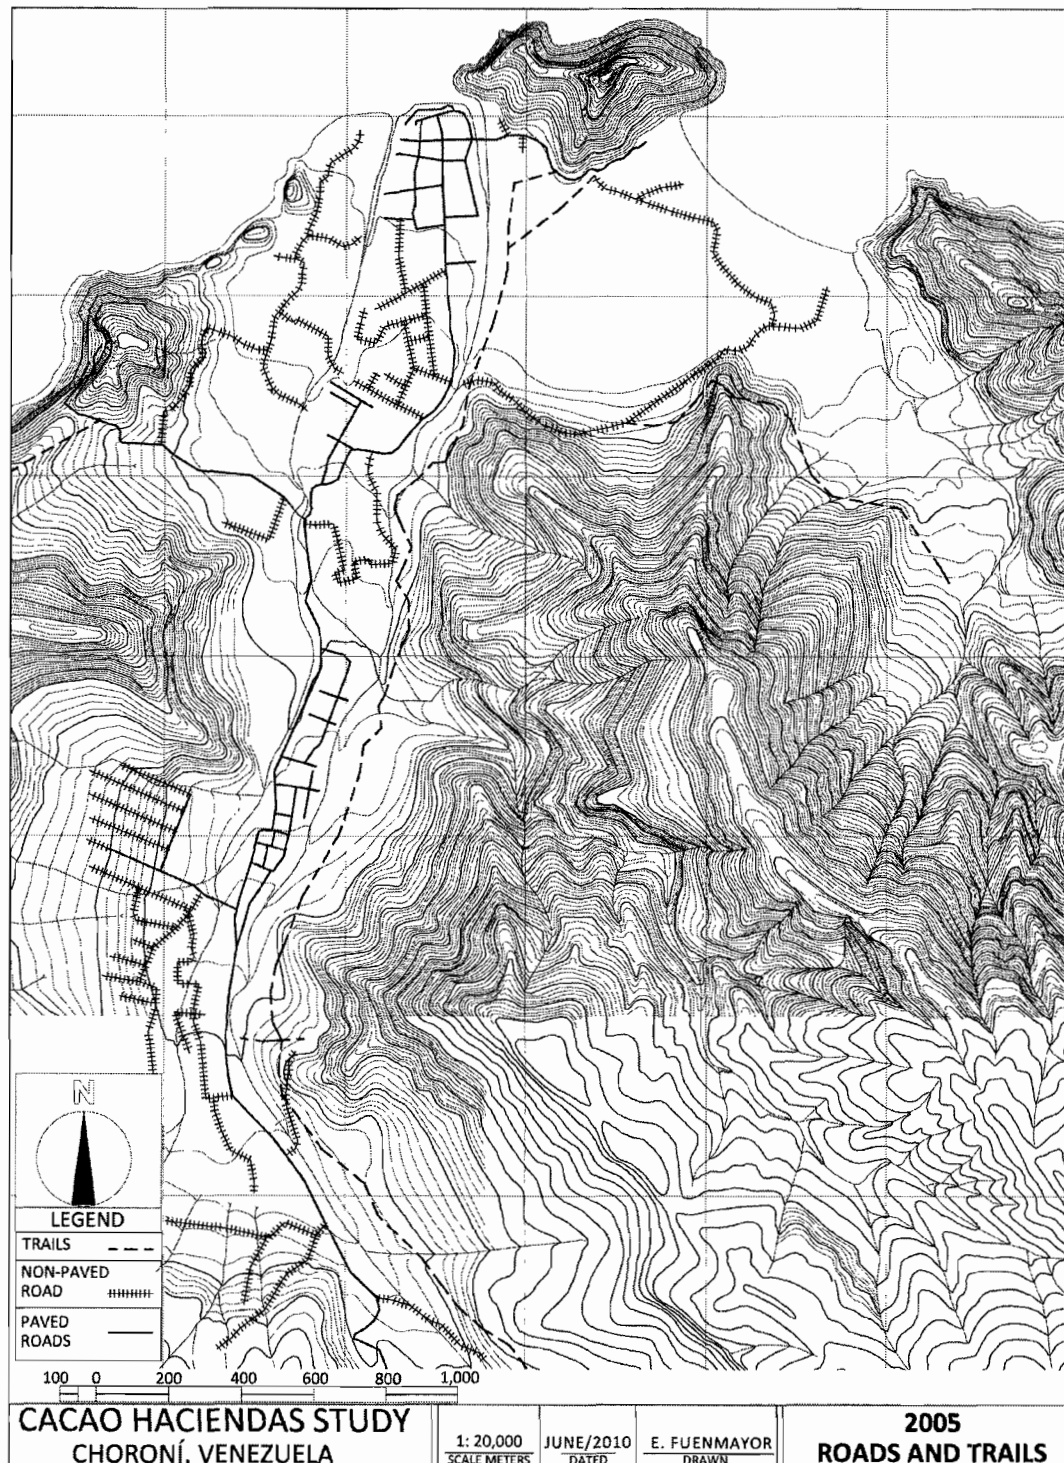 N
LEGEND
TRAILS
NON-PAVED
ROAD
PAVED
ROADS
100 0 200 400 600 800 1,000
CACAO HACIENDAS STUDY
CHORONÍ, VENEZUELA
1: 20,000
SCALE METERS
JUNE/2010
DATED
E. FUENMAYOR
DRAWN
2005
ROADS AND TRAILS